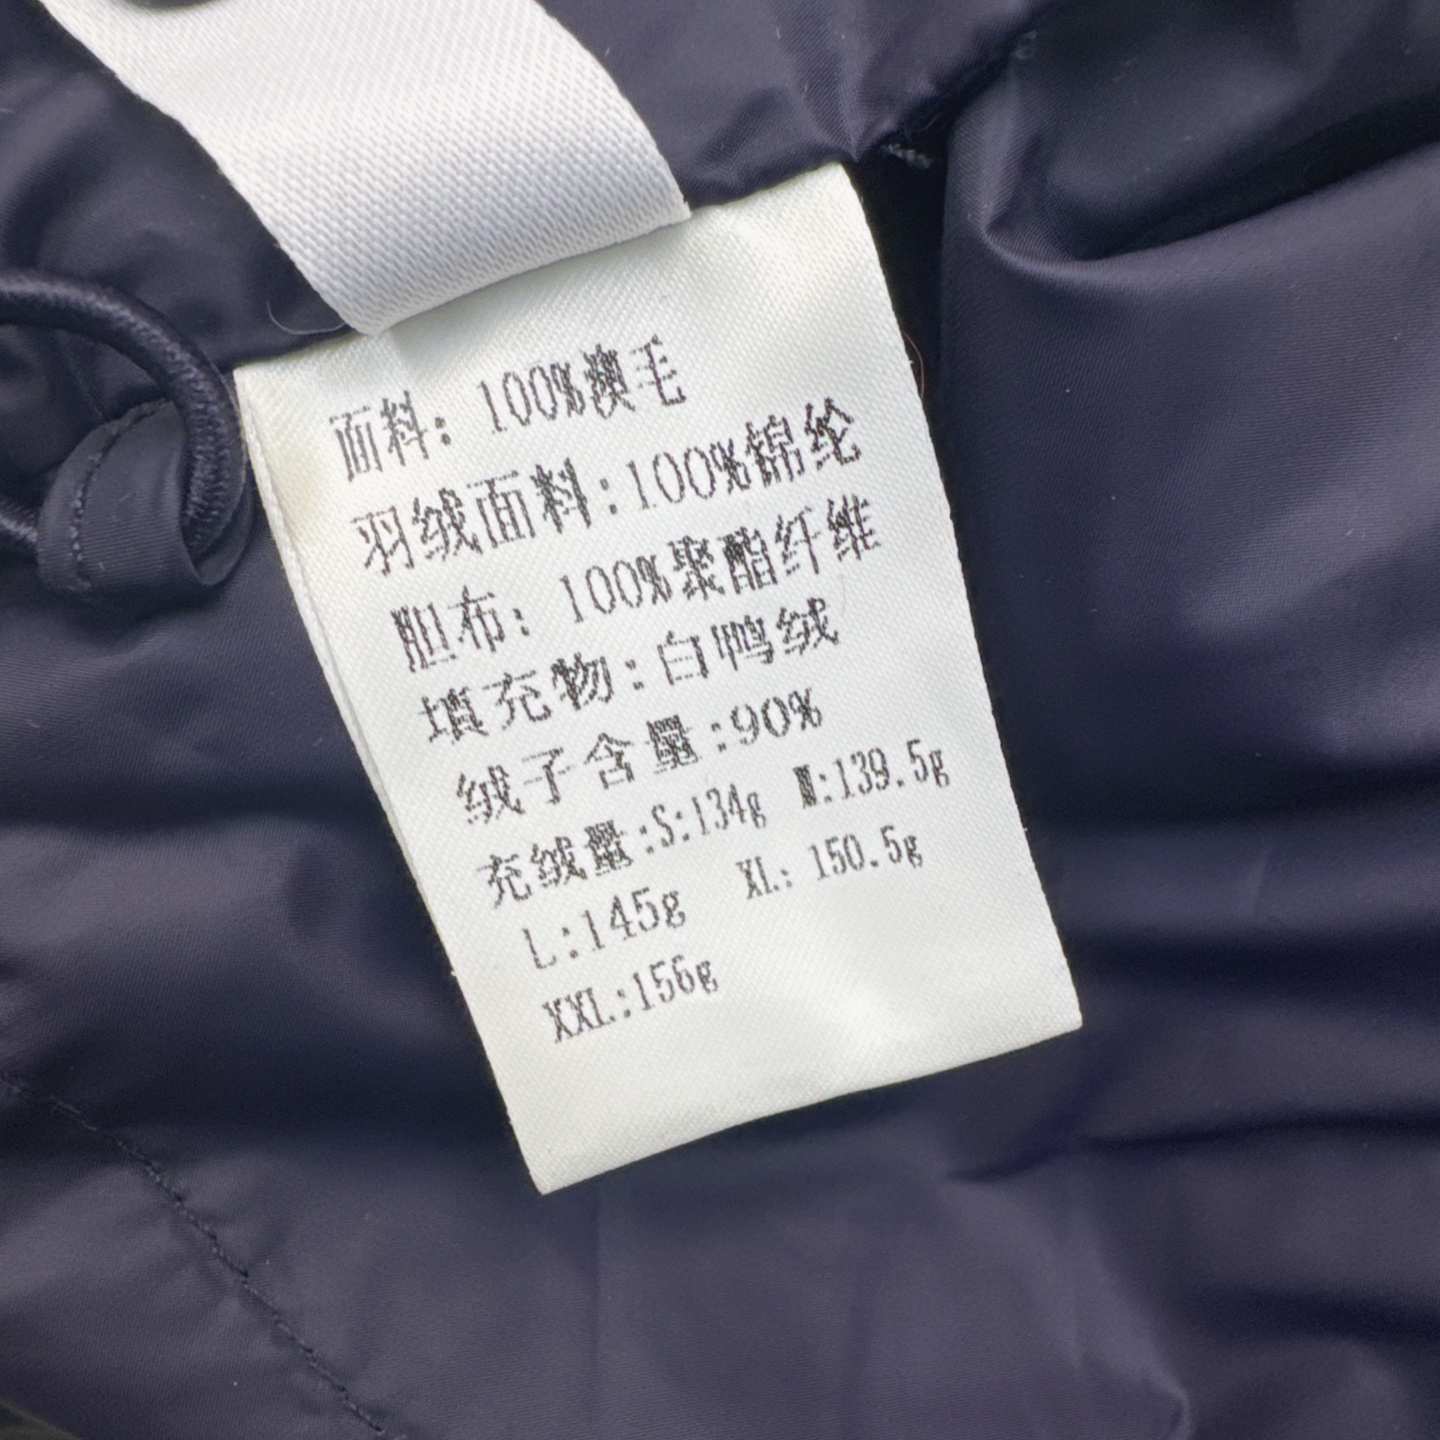 面料：100%澳毛
羽绒面料:100%锦纶
胆布：100%聚酯纤维
填充物:白鸭绒
绒子含量:90%
充绒量:S:134g M:139.5g
L:145g XL: 150.5g
XXL:156g